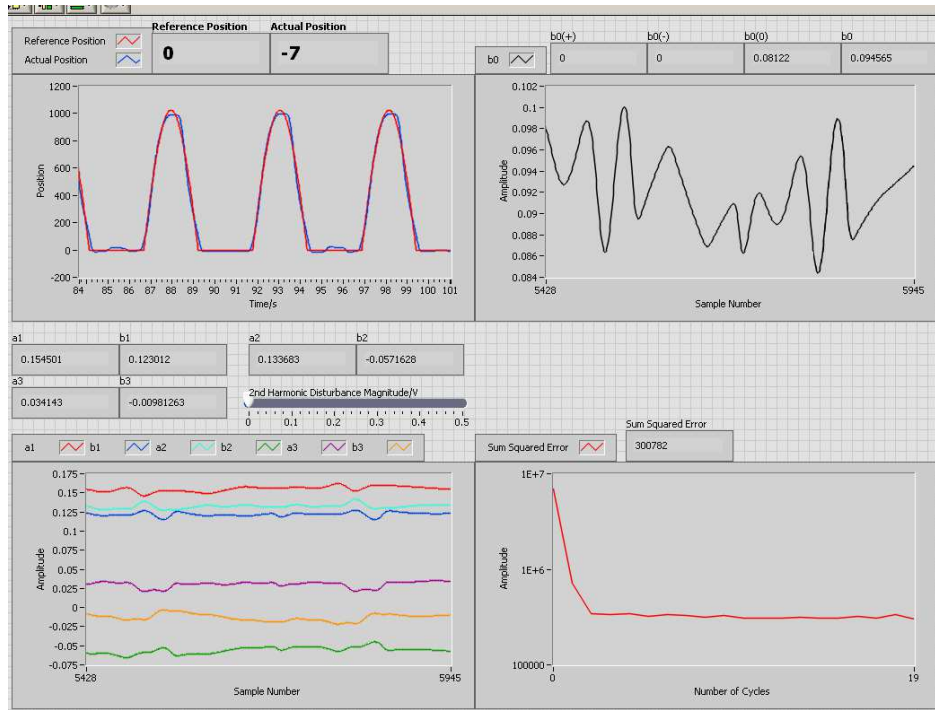 Reference Position
Actual Position
Reference Position
0
Actual Position
-7
1200
1000
800
600
400
200
0
-200
Position
84 85 86 87 88 89 90 91 92 93 94 95 96 97 98 99 100 101
Time/s
b0
b0(+)
0
b0(-)
0
b0(0)
0.08122
b0
0.094565
0.102
0.1
0.098
0.096
0.094
0.092
0.09
0.088
0.086
0.084
Amplitude
5428 5945
Sample Number
a1
0.154501
b1
0.123012
a2
0.133683
b2
-0.0571628
a3
0.034143
b3
-0.00981263
2nd Harmonic Disturbance Magnitude/V
0 0.1 0.2 0.3 0.4 0.5
a1 b1 a2 b2 a3 b3
0.175
0.15
0.125
0.1
0.075
0.05
0.025
0
-0.025
-0.05
-0.075
Amplitude
5428 5945
Sample Number
Sum Squared Error
Sum Squared Error
300782
1E+7
1E+6
100000
Amplitude
0 19
Number of Cycles